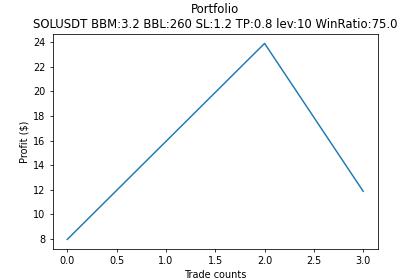 Portfolio
SOLUSDT BBM:3.2 BBL:260 SL:1.2 TP:0.8 lev:10 WinRatio:75.0
24
22
20
18
16
14
12
10
8
Profit ($)
0.0 0.5 1.0 1.5 2.0 2.5 3.0
Trade counts